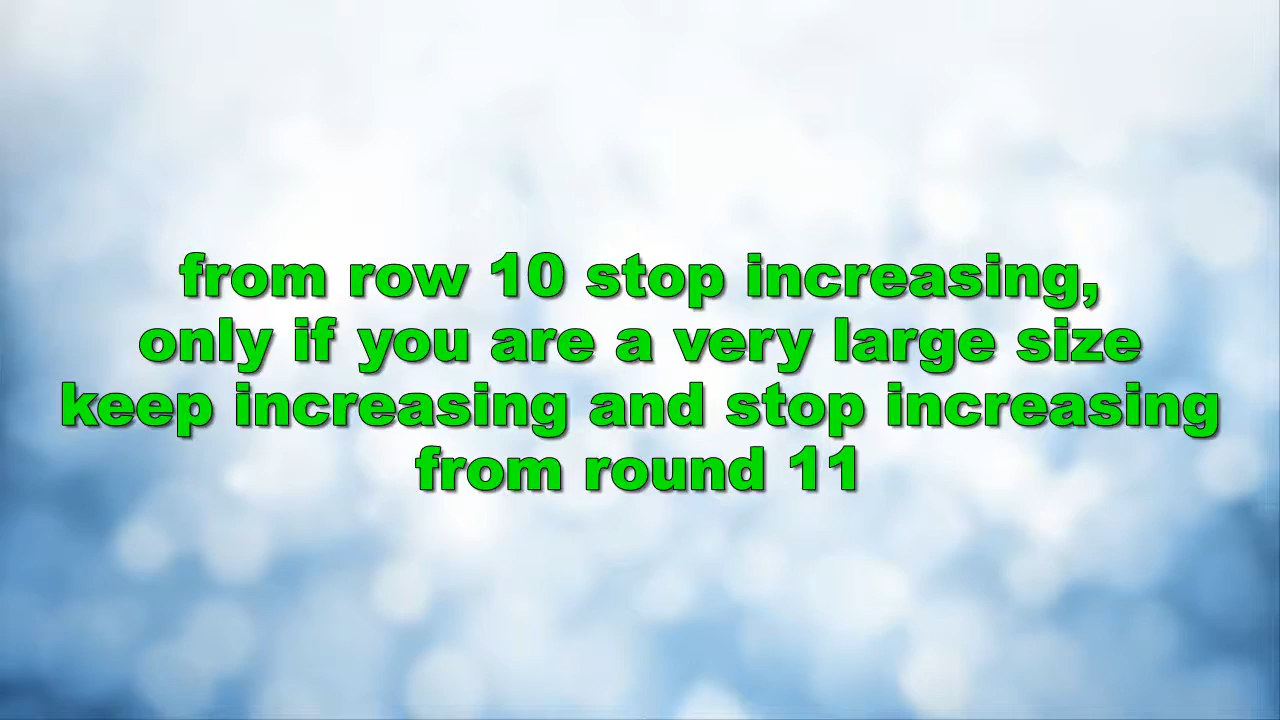 from row 10 stop increasing,
only if you are a very large size
keep increasing and stop increasing
from round 11